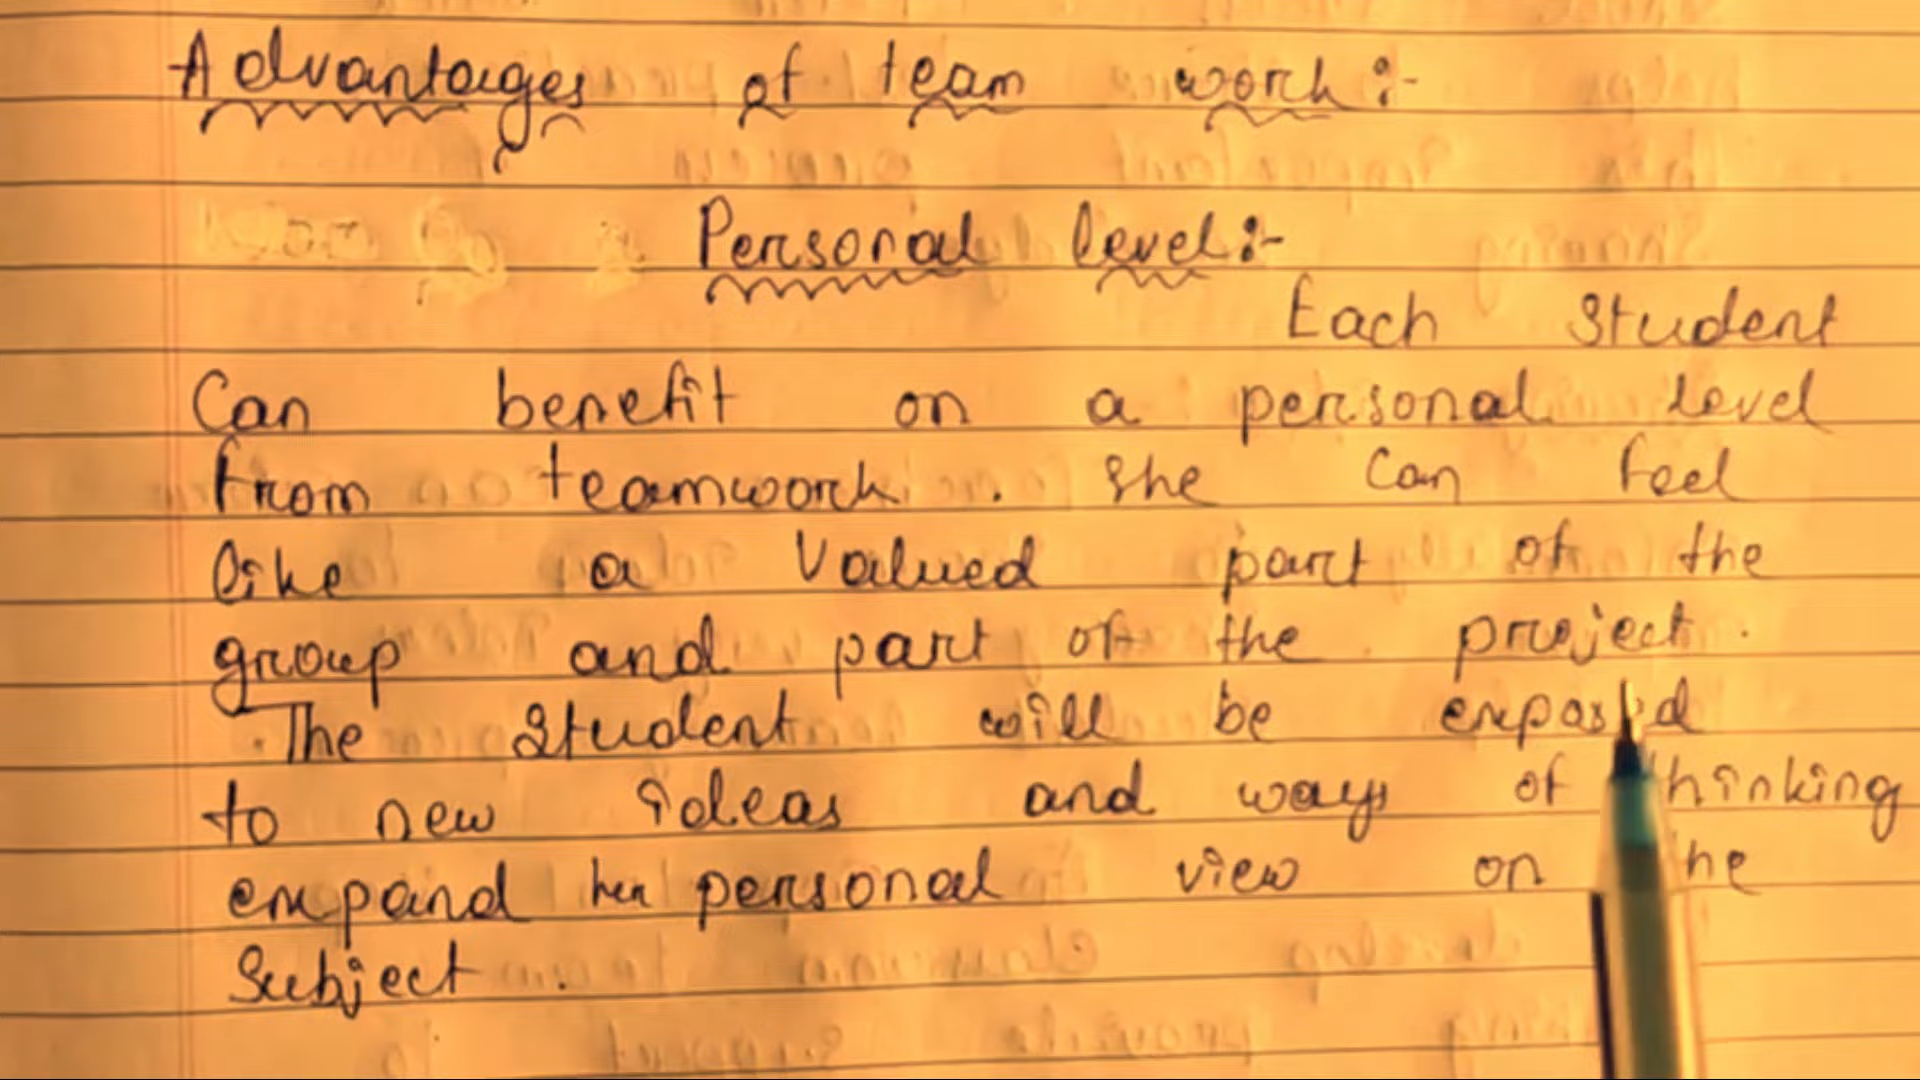 Advantages of team work :-
Personal level :-
Each Student
Can benefit on a personal level
from teamwork . She Can feel
like a Valued part of the
group and part of the project .
The Student will be exposed
to new ideas and ways of thinking
expand her personal view on the
Subject .